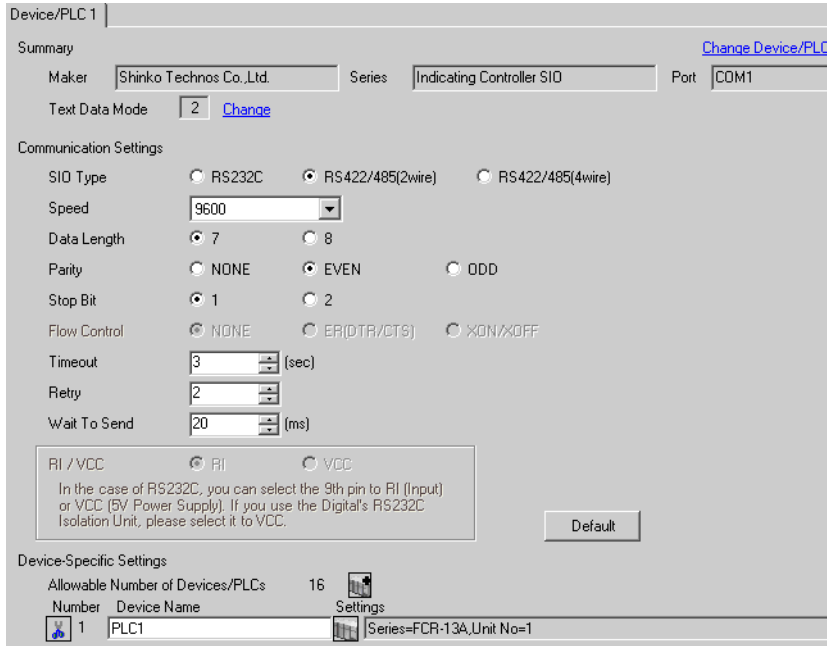 Device/PLC 1
Summary Change Device/PLC
Maker Shinko Technos Co.,Ltd. Series Indicating Controller SIO Port COM1
Text Data Mode 2 Change
Communication Settings
SIO Type RS232C RS422/485(2wire) RS422/485(4wire)
Speed 9600
Data Length 7 8
Parity NONE EVEN ODD
Stop Bit 1 2
Flow Control NONE ER(DTR/CTS) XON/XOFF
Timeout 3 (sec)
Retry 2
Wait To Send 20 (ms)
RI / VCC RI VCC
In the case of RS232C, you can select the 9th pin to RI (Input)
or VCC (5V Power Supply). If you use the Digital's RS232C
Isolation Unit, please select it to VCC.
Default
Device-Specific Settings
Allowable Number of Devices/PLCs 16
Number Device Name Settings
1 PLC1 Series=FCR-13A,Unit No=1